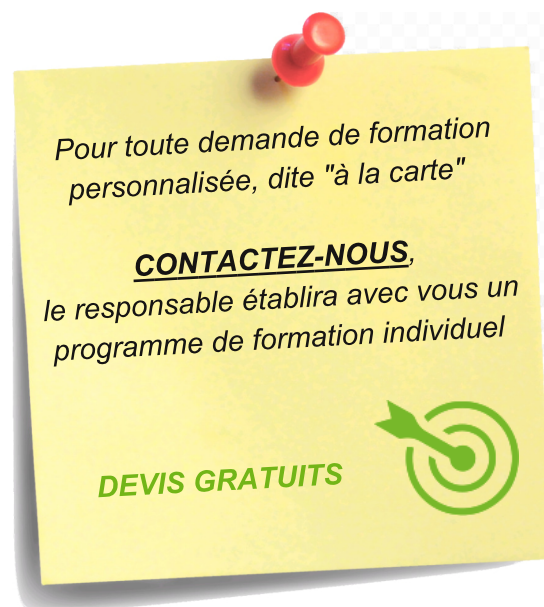 Pour toute demande de formation
personnalisée, dite "à la carte"
CONTACTEZ-NOUS,
le responsable établira avec vous un
programme de formation individuel
DEVIS GRATUITS